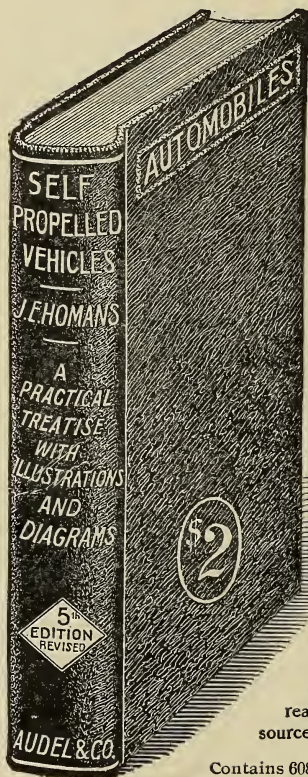 SELF
PROPELLED
VEHICLES
J.E.HOMANS
A
PRACTICAL
TREATISE
WITH
ILLUSTRATIONS
AND
DIAGRAMS
5th
EDITION
REVISED
AUDEL & CO.
AUTOMOBILES
$2
rea
source
Contains 608